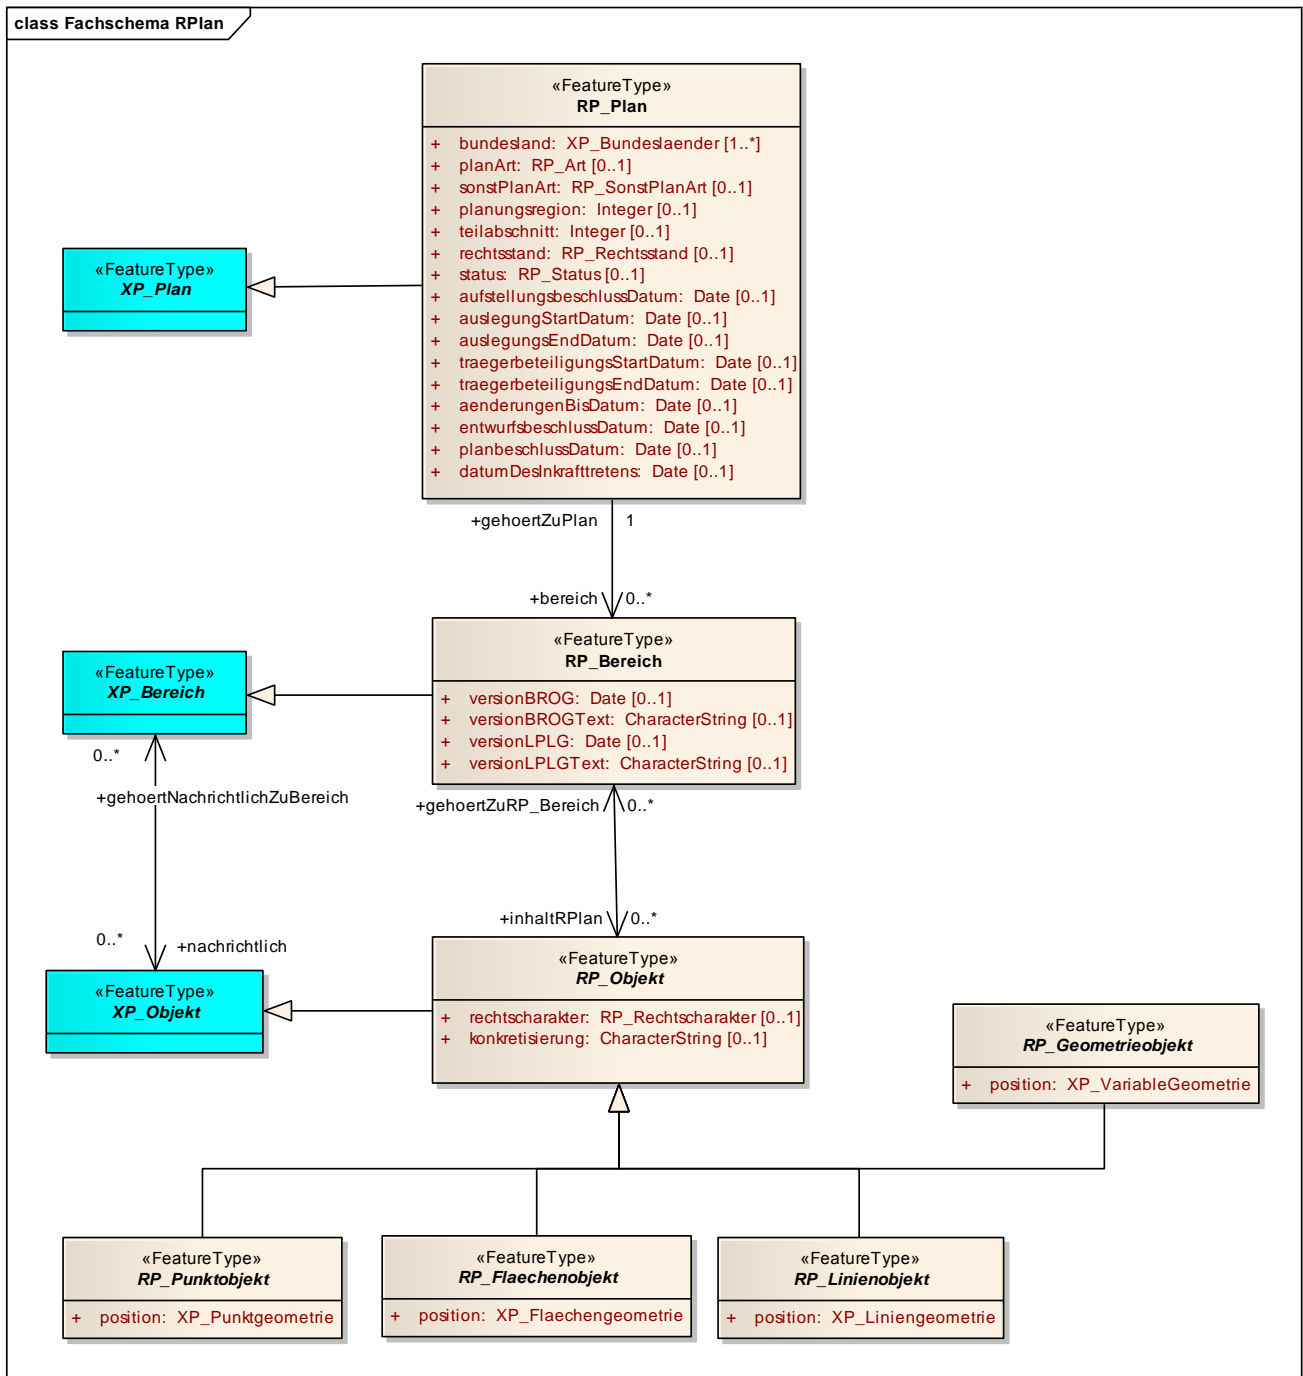 class Fachschema RPlan
«FeatureType»
RP_Plan
+ bundesland: XP_Bundeslaender [1..*]
+ planArt: RP_Art [0..1]
+ sonstPlanArt: RP_SonstPlanArt [0..1]
+ planungsregion: Integer [0..1]
+ teilabschnitt: Integer [0..1]
+ rechtsstand: RP_Rechtsstand [0..1]
+ status: RP_Status [0..1]
+ aufstellungsbeschlussDatum: Date [0..1]
+ auslegungStartDatum: Date [0..1]
+ auslegungsEndDatum: Date [0..1]
+ traegerbeteiligungsStartDatum: Date [0..1]
+ traegerbeteiligungsEndDatum: Date [0..1]
+ aenderungenBisDatum: Date [0..1]
+ entwurfsbeschlussDatum: Date [0..1]
+ planbeschlussDatum: Date [0..1]
+ datumDesInkrafttretens: Date [0..1]
«FeatureType»
XP_Plan
+gehoertZuPlan 1
+bereich 0..*
«FeatureType»
RP_Bereich
+ versionBROG: Date [0..1]
+ versionBROGText: CharacterString [0..1]
+ versionLPLG: Date [0..1]
+ versionLPLGText: CharacterString [0..1]
«FeatureType»
XP_Bereich
0..*
+gehoertNachrichtlichZuBereich
+gehoertZuRP_Bereich 0..*
+inhaltRPlan 0..*
0..* +nachrichtlich
«FeatureType»
XP_Objekt
«FeatureType»
RP_Objekt
+ rechtscharakter: RP_Rechtscharakter [0..1]
+ konkretisierung: CharacterString [0..1]
«FeatureType»
RP_Geometrieobjekt
+ position: XP_VariableGeometrie
«FeatureType»
RP_Punktobjekt
+ position: XP_Punktgeometrie
«FeatureType»
RP_Flaechenobjekt
+ position: XP_Flaechengeometrie
«FeatureType»
RP_Linienobjekt
+ position: XP_Liniengeometrie